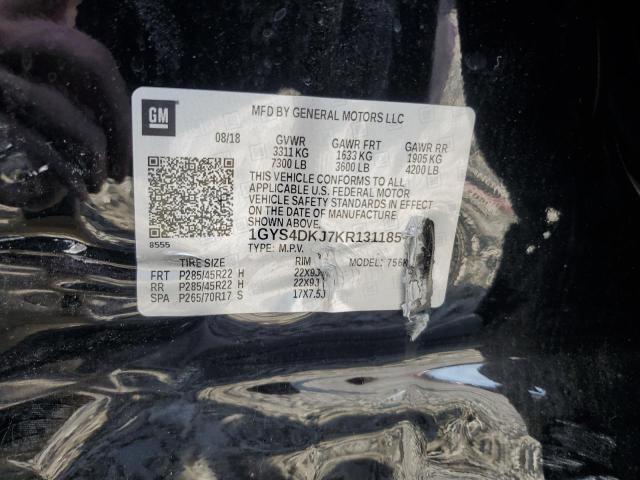 GM
MFD BY GENERAL MOTORS LLC
08/18
GVWR
3311 KG
7300 LB
GAWR FRT
1633 KG
3600 LB
GAWR RR
1905 KG
4200 LB
THIS VEHICLE CONFORMS TO ALL
APPLICABLE U.S. FEDERAL MOTOR
VEHICLE SAFETY STANDARDS IN EFFECT
ON THE DATE OF MANUFACTURE
SHOWN ABOVE.
1GYS4DKJ7KR131185
TYPE: M.P.V. MODEL:
8555
TIRE SIZE RIM
FRT P285/45R22 H 22X9J
RR P285/45R22 H 22X9J
SPA P265/70R17 S 17X7.5J